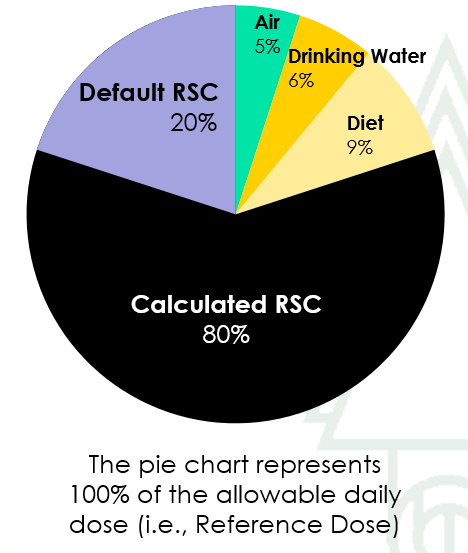 Air
5%
Drinking Water
6%
Default RSC
20%
Diet
9%
Calculated RSC
80%
The pie chart represents
100% of the allowable daily
dose (i.e., Reference Dose)